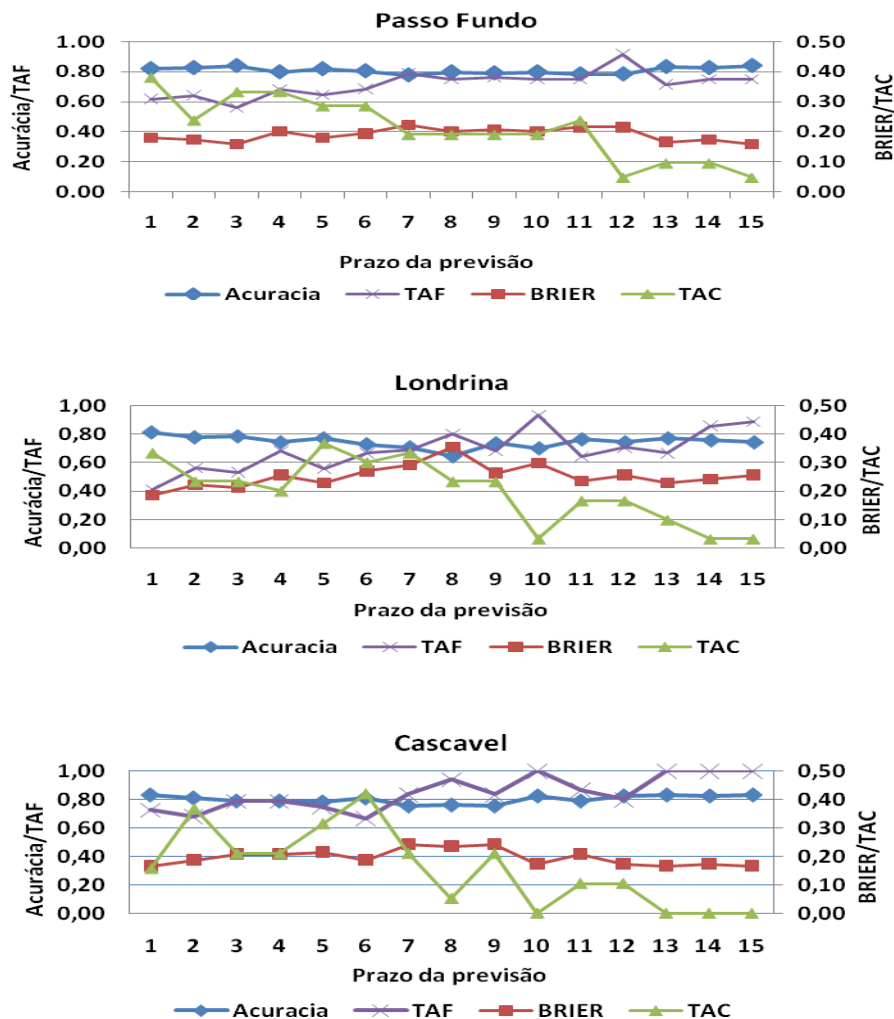 Passo Fundo
1.00 0.50
0.80 0.40
0.60 0.30
0.40 0.20
0.20 0.10
0.00 0.00
Acurácia/TAF
BRIER/TAC
1 2 3 4 5 6 7 8 9 10 11 12 13 14 15
Prazo da previsão
Acuracia TAF BRIER TAC
Londrina
1,00 0,50
0,80 0,40
0,60 0,30
0,40 0,20
0,20 0,10
0,00 0,00
Acurácia/TAF
BRIER/TAC
1 2 3 4 5 6 7 8 9 10 11 12 13 14 15
Prazo da previsão
Acuracia TAF BRIER TAC
Cascavel
1,00 0,50
0,80 0,40
0,60 0,30
0,40 0,20
0,20 0,10
0,00 0,00
Acurácia/TAF
BRIER/TAC
1 2 3 4 5 6 7 8 9 10 11 12 13 14 15
Prazo da previsão
Acuracia TAF BRIER TAC